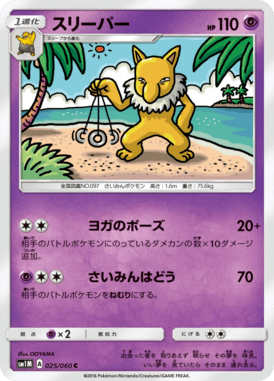 1進化
スリーパー
HP 110
スリープから進化
全国図鑑NO.097 さいみんポケモン 高さ:1.6m 重さ:75.6kg
ヨガのポーズ 20+
相手のバトルポケモンにのっているダメカンの数×10ダメージ
追加。
さいみんはどう 70
相手のバトルポケモンをねむりにする。
弱点 ×2 抵抗力 にげる
illus. OOYAMA
SM1M A 025/060 C
©2016 Pokémon/Nintendo/Creatures/GAME FREAK.